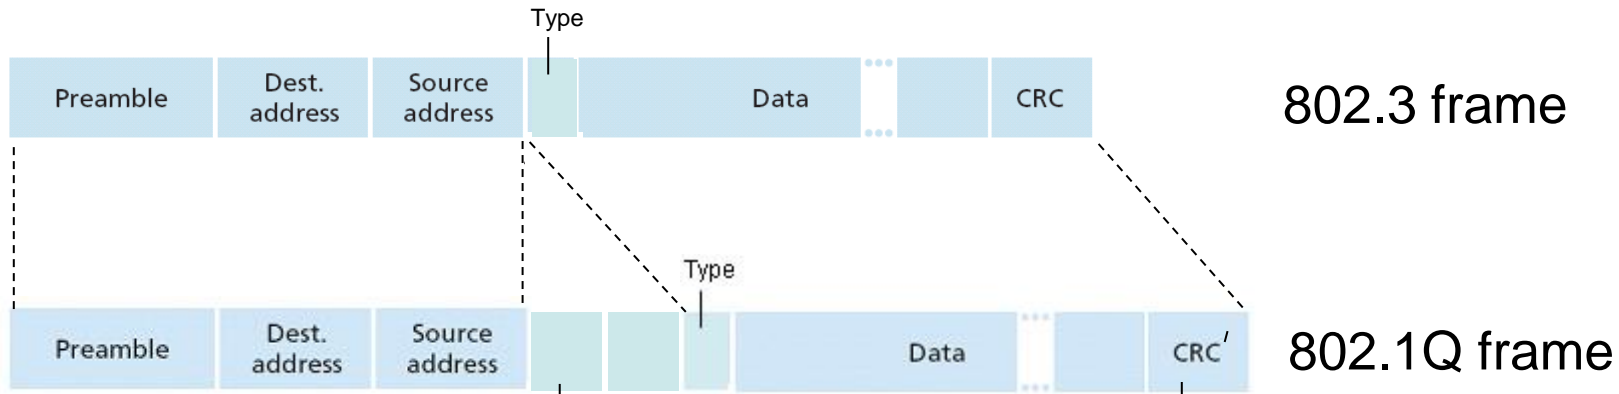 Type
Preamble
Dest.
address
Source
address
Data
CRC
802.3 frame
Type
Preamble
Dest.
address
Source
address
Data
CRC′
802.1Q frame